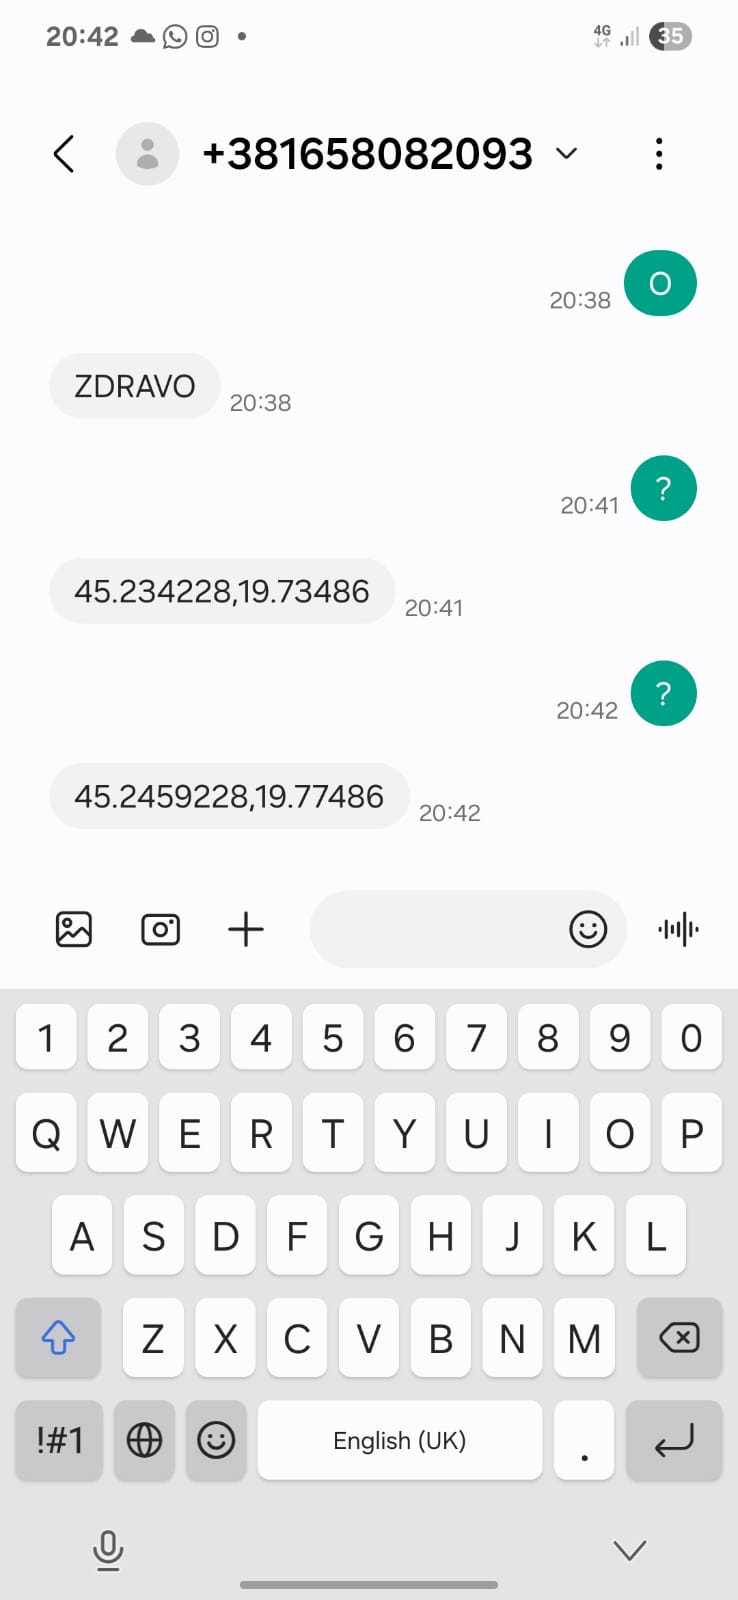 20:42
4G
35
+381658082093
O
20:38
ZDRAVO
20:38
?
20:41
45.234228,19.73486
20:41
?
20:42
45.2459228,19.77486
20:42
1 2 3 4 5 6 7 8 9 0
Q W E R T Y U I O P
A S D F G H J K L
Z X C V B N M
!#1
English (UK)
.